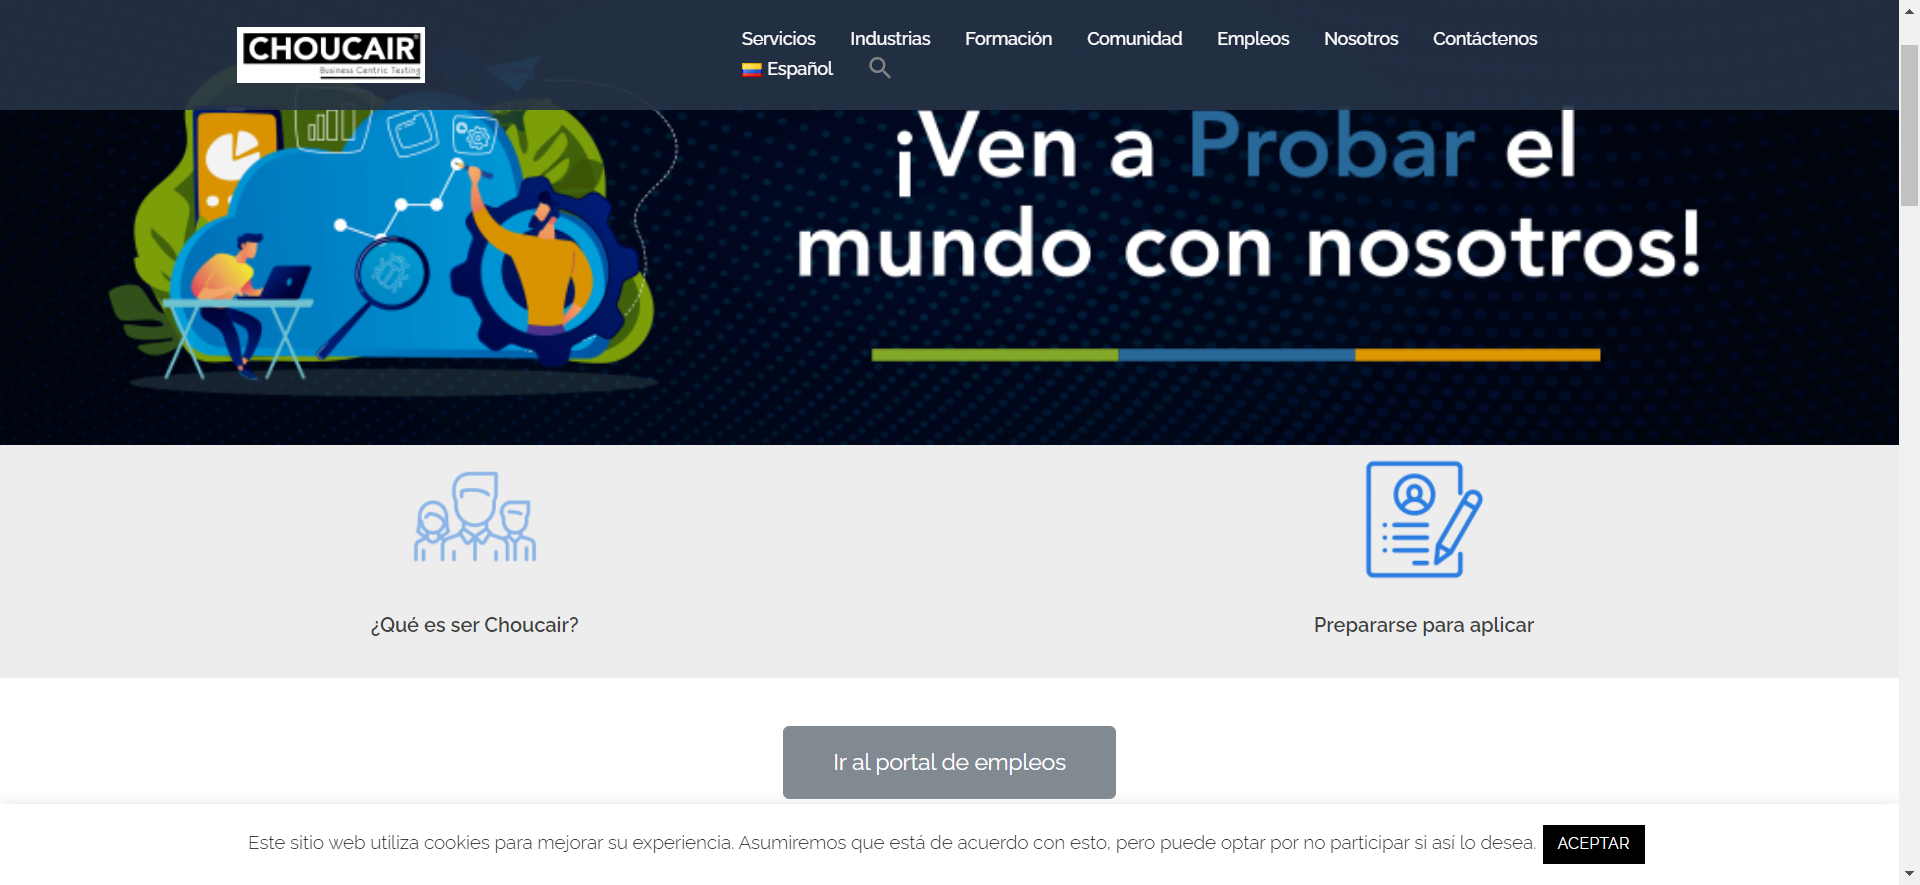 CHOUCAIR®
Business Centric Testing
Servicios Industrias Formación Comunidad Empleos Nosotros Contáctenos
Español
¡Ven a Probar el
mundo con nosotros!
¿Qué es ser Choucair?
Prepararse para aplicar
Ir al portal de empleos
Este sitio web utiliza cookies para mejorar su experiencia. Asumiremos que está de acuerdo con esto, pero puede optar por no participar si así lo desea. ACEPTAR